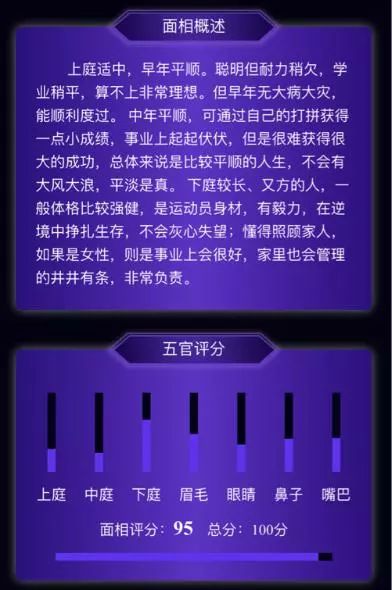 面相概述
上庭适中，早年平顺。聪明但耐力稍欠，学
业稍平，算不上非常理想。但早年无大病大灾，
能顺利度过。 中年平顺，可通过自己的打拼获得
一点小成绩，事业上起起伏伏，但是很难获得很
大的成功，总体来说是比较平顺的人生，不会有
大风大浪，平淡是真。 下庭较长、又方的人，一
般体格比较强健，是运动员身材，有毅力，在逆
境中挣扎生存，不会灰心失望；懂得照顾家人，
如果是女性，则是事业上会很好，家里也会管理
的井井有条，非常负责。
五官评分
上庭 中庭 下庭 眉毛 眼睛 鼻子 嘴巴
面相评分：95 总分：100分